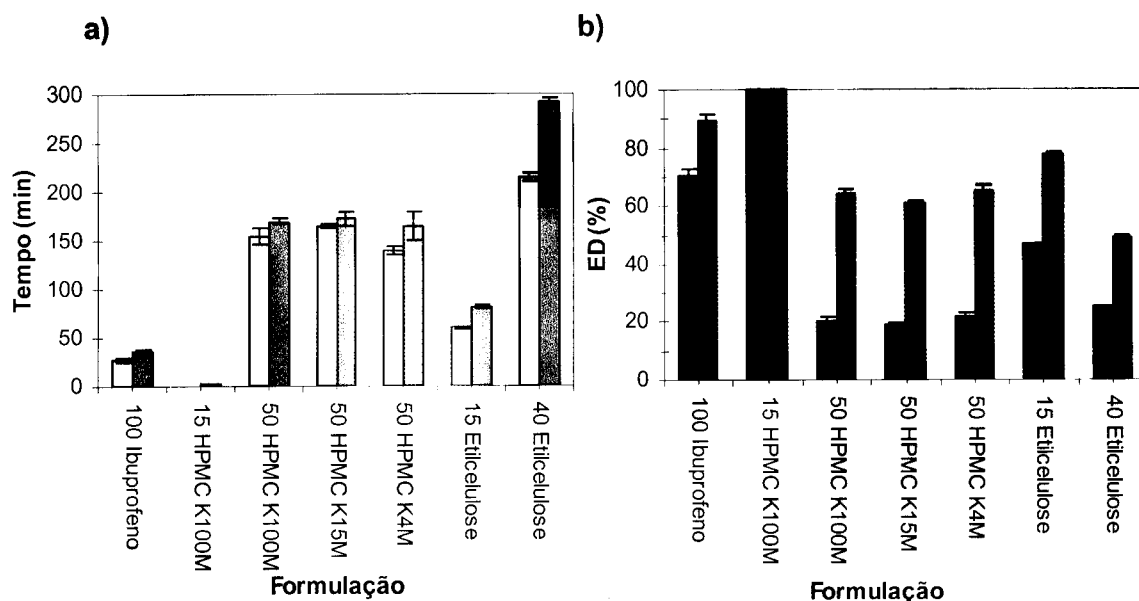 a)
Tempo (min)
300
250
200
150
100
50
0
100 Ibuprofeno
15 HPMC K100M
50 HPMC K100M
50 HPMC K15M
50 HPMC K4M
15 Etilcelulose
40 Etilcelulose
Formulação
b)
ED (%)
100
80
60
40
20
0
100 Ibuprofeno
15 HPMC K100M
50 HPMC K100M
50 HPMC K15M
50 HPMC K4M
15 Etilcelulose
40 Etilcelulose
Formulação